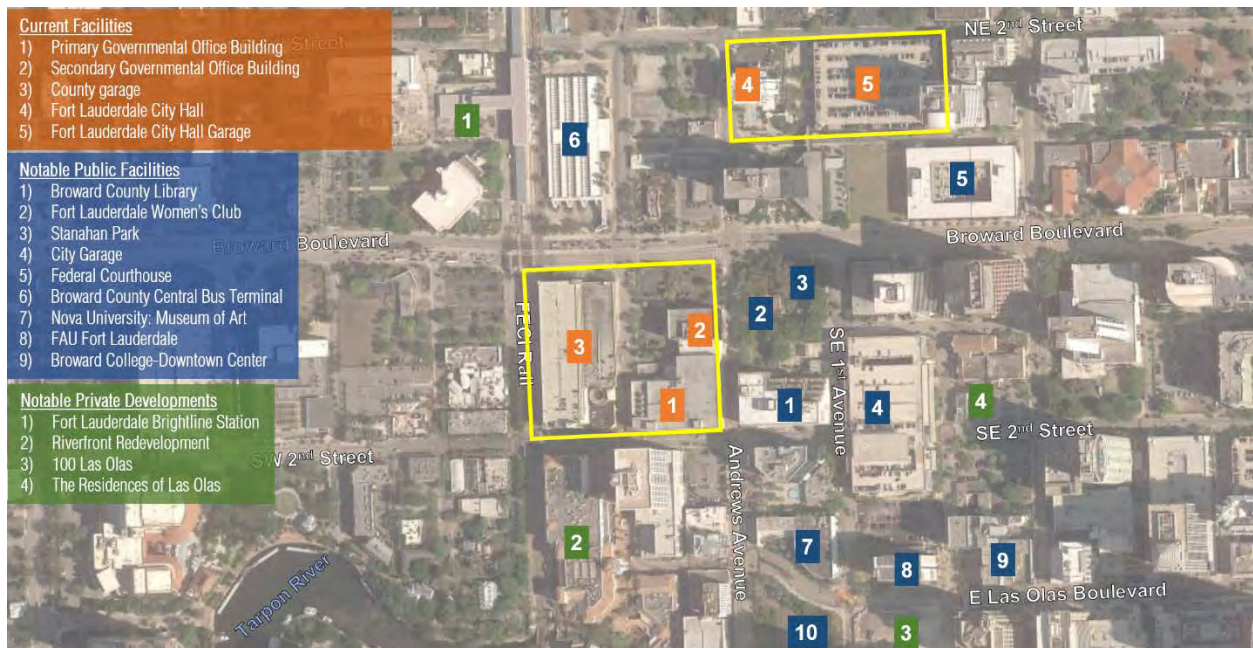 Current Facilities
1) Primary Governmental Office Building
2) Secondary Governmental Office Building
3) County garage
4) Fort Lauderdale City Hall
5) Fort Lauderdale City Hall Garage
Notable Public Facilities
1) Broward County Library
2) Fort Lauderdale Women's Club
3) Stanahan Park
4) City Garage
5) Federal Courthouse
6) Broward County Central Bus Terminal
7) Nova University: Museum of Art
8) FAU Fort Lauderdale
9) Broward College-Downtown Center
Notable Private Developments
1) Fort Lauderdale Brightline Station
2) Riverfront Redevelopment
3) 100 Las Olas
4) The Residences of Las Olas
Street
NE 2nd Street
4
5
1
6
5
Broward Boulevard
Broward Boulevard
3
2
2
3
FECI Rail
SE 1st Avenue
1
1
4
4
SE 2nd Street
SW 2nd Street
Andrews Avenue
2
7
8
9
E Las Olas Boulevard
Tarpon River
10
3